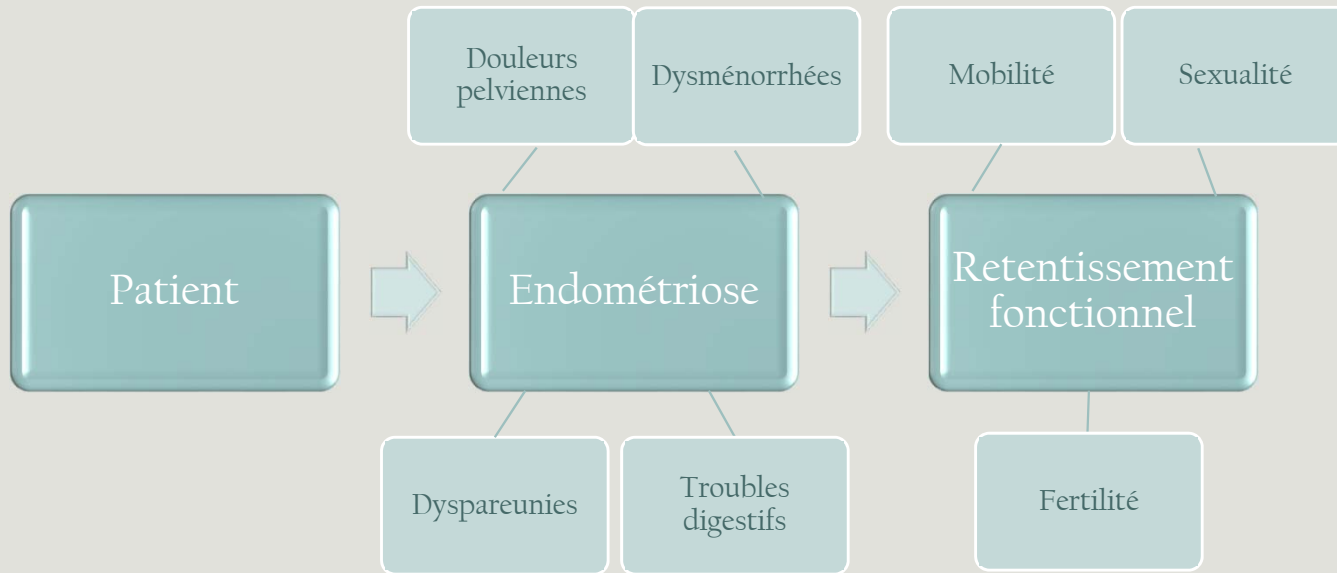 Douleurs
pelviennes
Dysménorrhées
Mobilité
Sexualité
Patient
Endométriose
Retentissement
fonctionnel
Dyspareunies
Troubles
digestifs
Fertilité